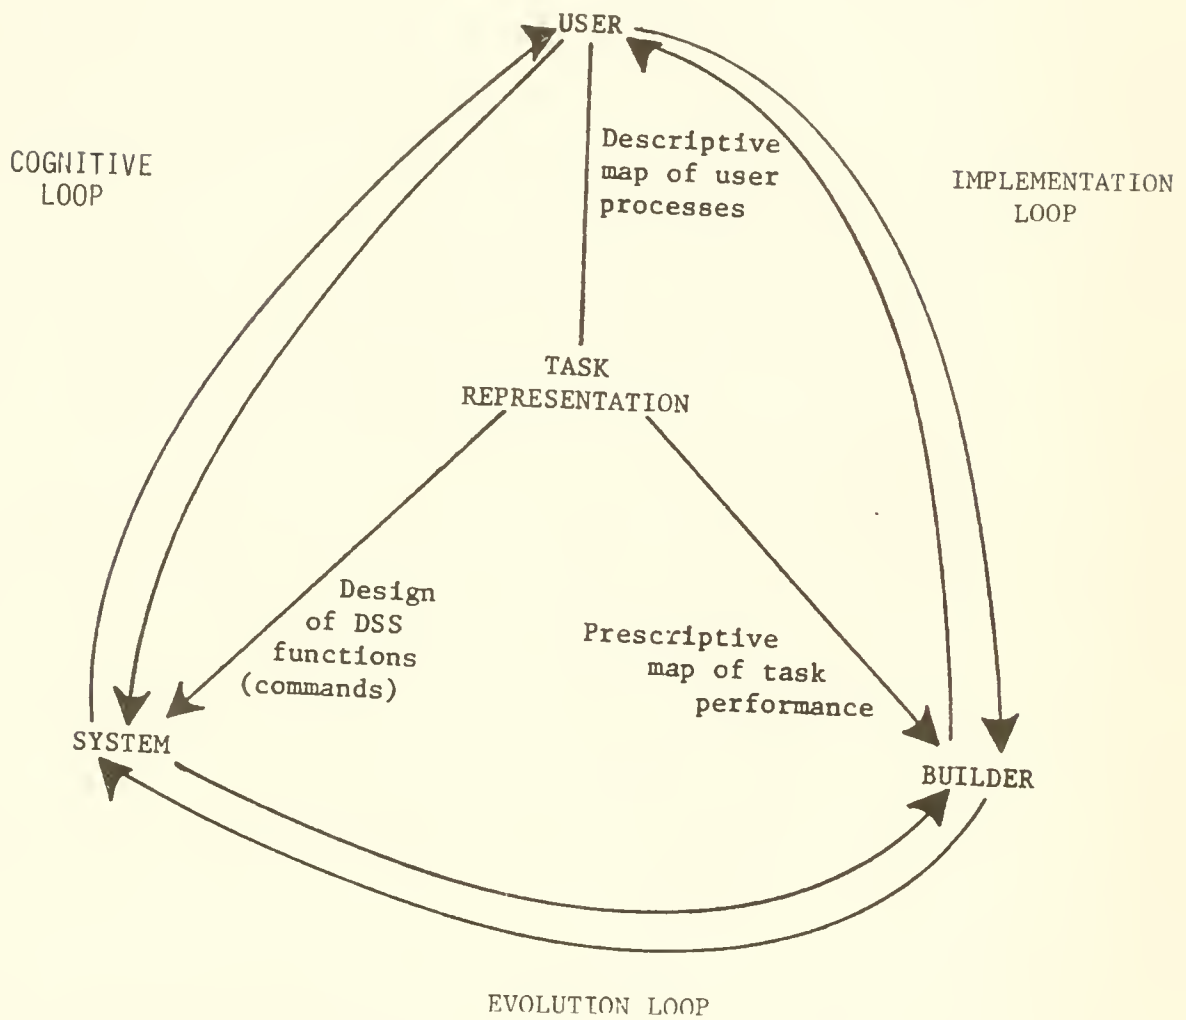 USER
COGNITIVE
LOOP
Descriptive
map of user
processes
IMPLEMENTATION
LOOP
TASK
REPRESENTATION
Design
of DSS
functions
(commands)
Prescriptive
map of task
performance
SYSTEM
BUILDER
EVOLUTION LOOP